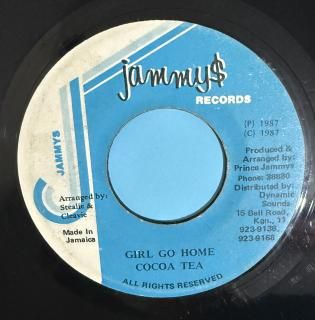 jammy$
RECORDS
JAMMYS
(P) 1987
(C) 1987
Produced &
Arranged by:
Prince Jammys
Phone: 36830
Distributed by:
Dynamic
Sounds
15 Bell Road,
Kgn., 11
923-9138,
923-9168
Arranged by:
Stealie &
Cleavie
Made In
Jamaica
GIRL GO HOME
COCOA TEA
ALL RIGHTS RESERVED